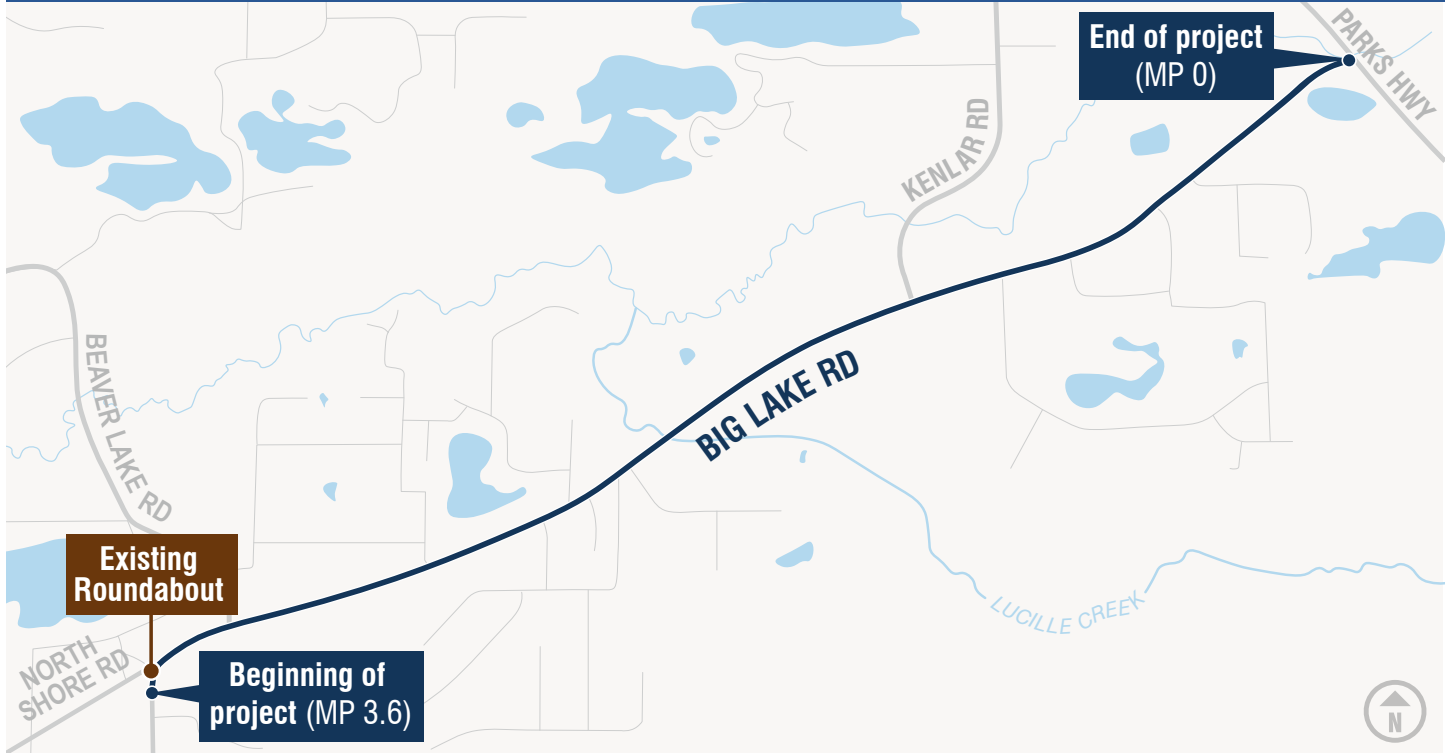 End of project
(MP 0)
PARKS HWY
KENLAR RD
BEAVER LAKE RD
BIG LAKE RD
Existing
Roundabout
LUCILLE CREEK
NORTH
SHORE RD
Beginning of
project (MP 3.6)
N